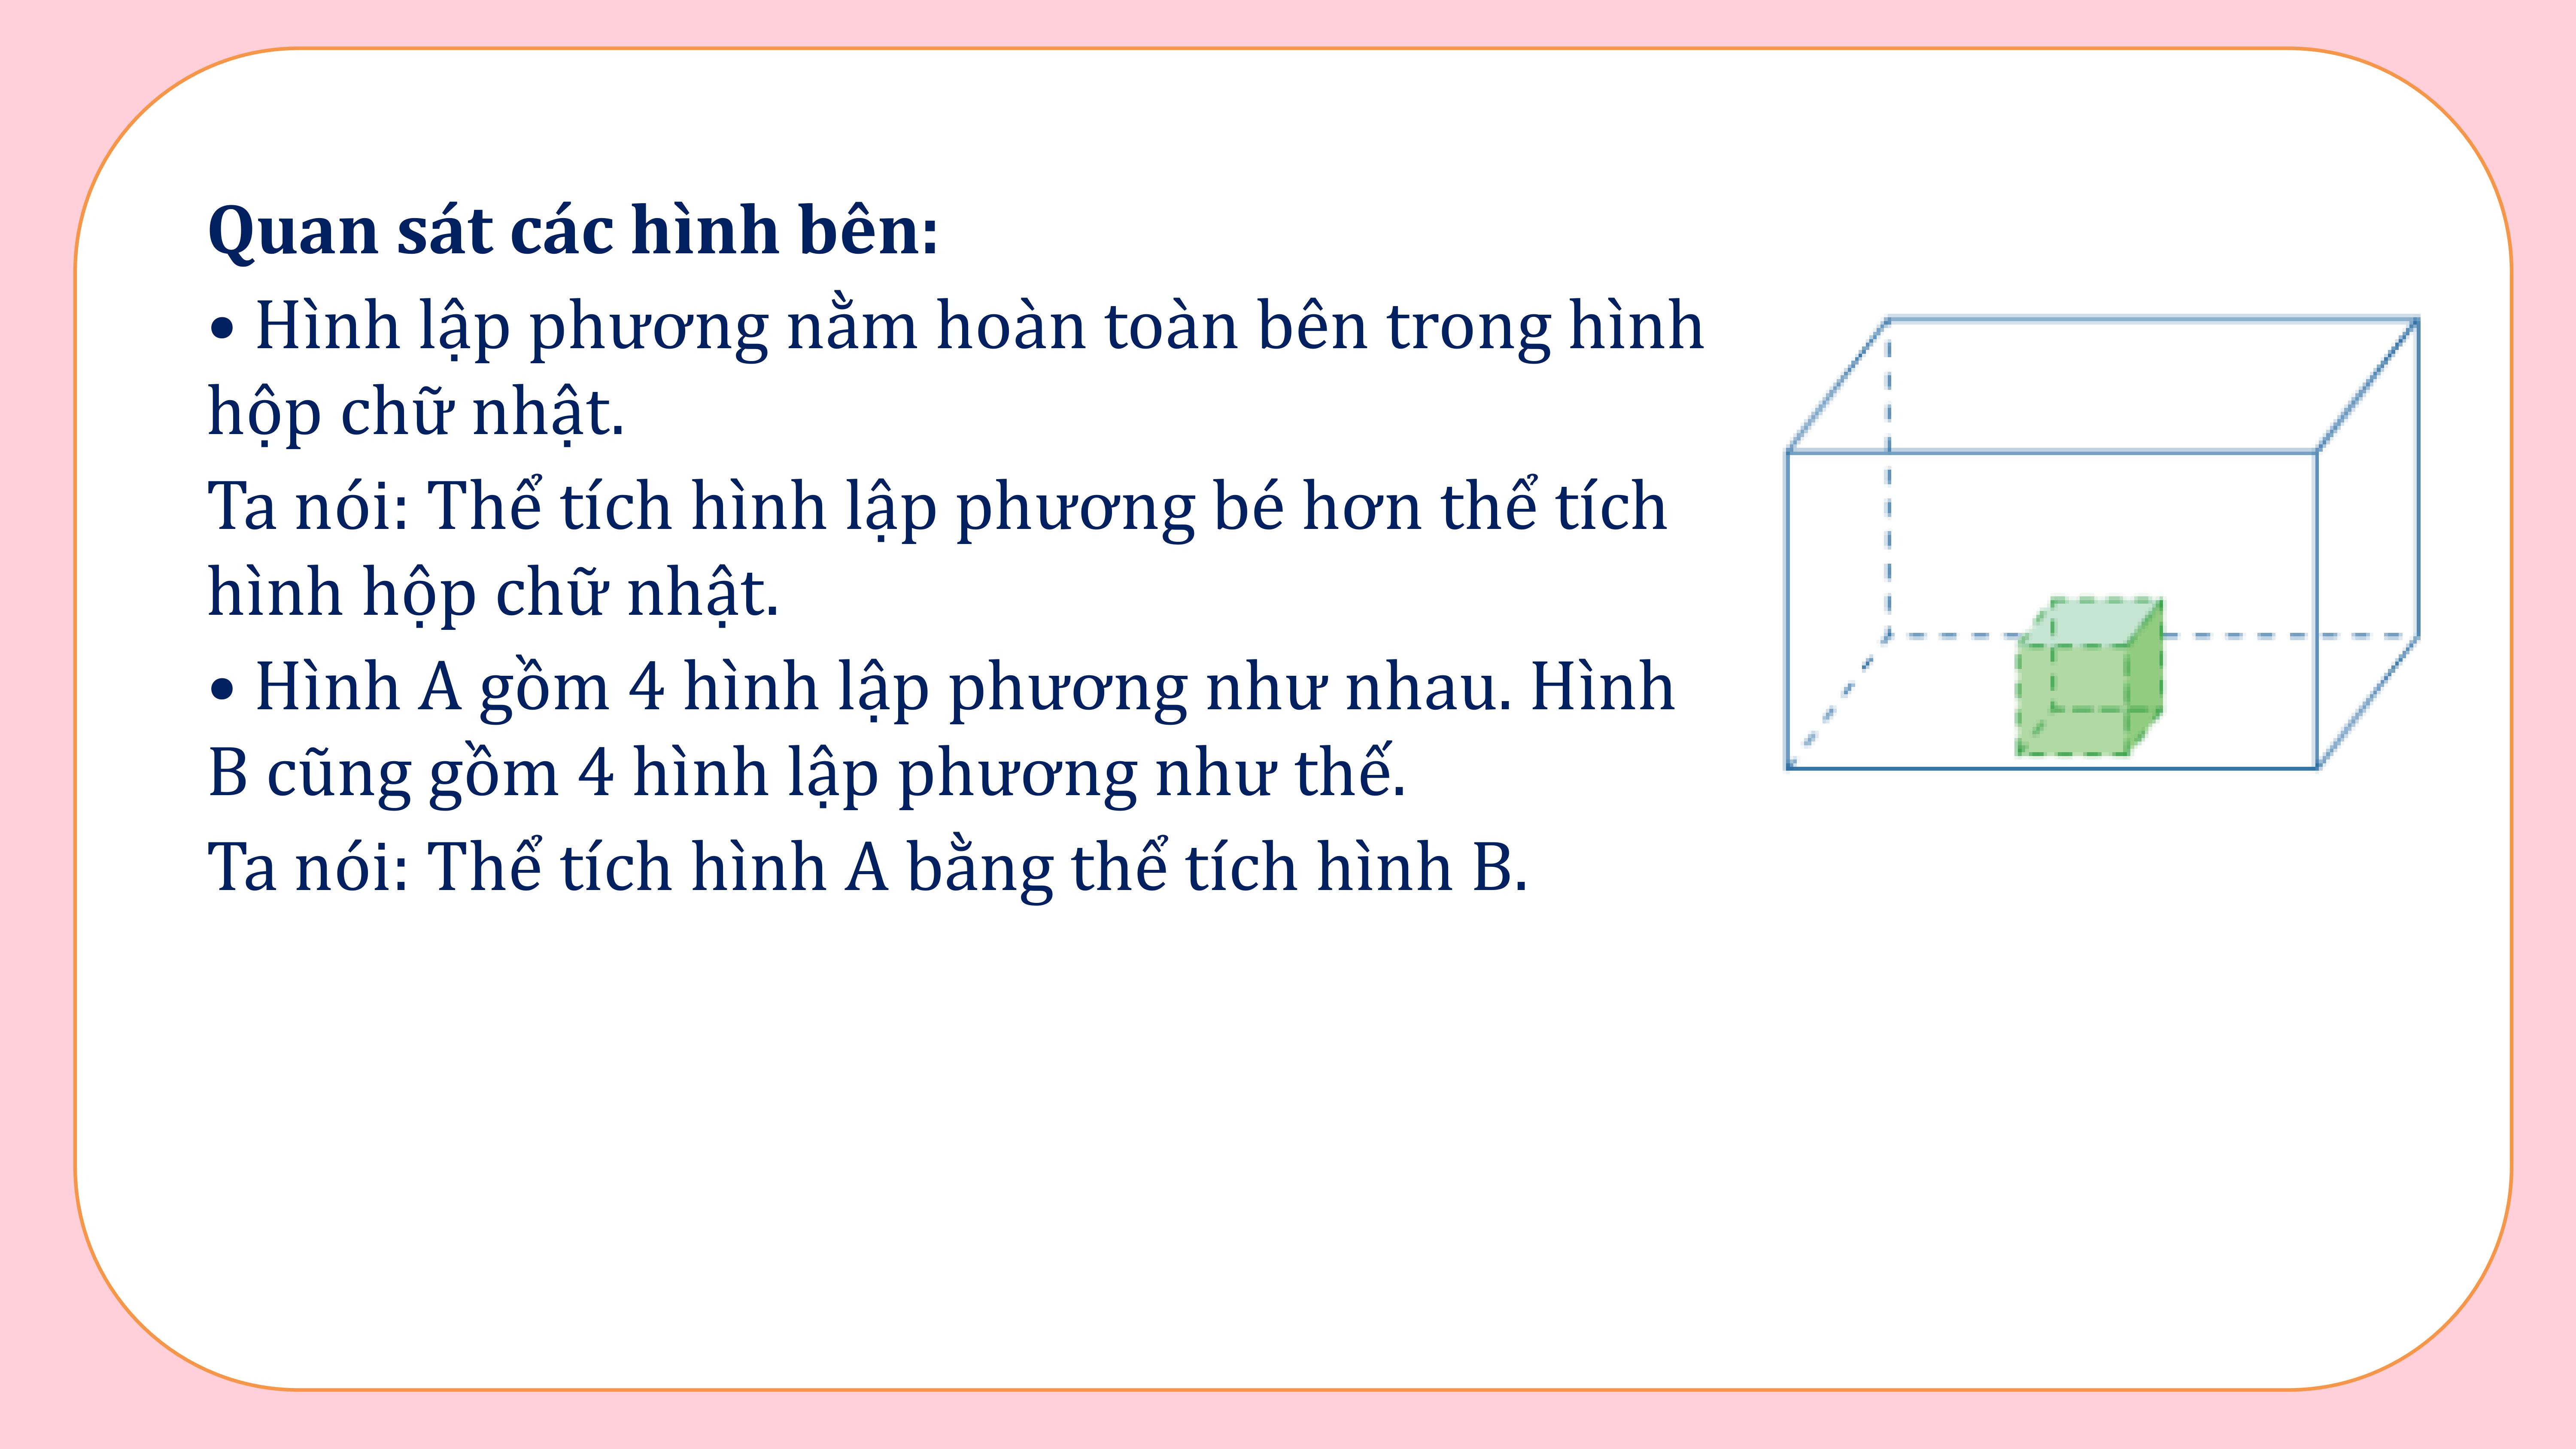 Quan sát các hình bên:
• Hình lập phương nằm hoàn toàn bên trong hình
hộp chữ nhật.
Ta nói: Thể tích hình lập phương bé hơn thể tích
hình hộp chữ nhật.
• Hình A gồm 4 hình lập phương như nhau. Hình
B cũng gồm 4 hình lập phương như thế.
Ta nói: Thể tích hình A bằng thể tích hình B.